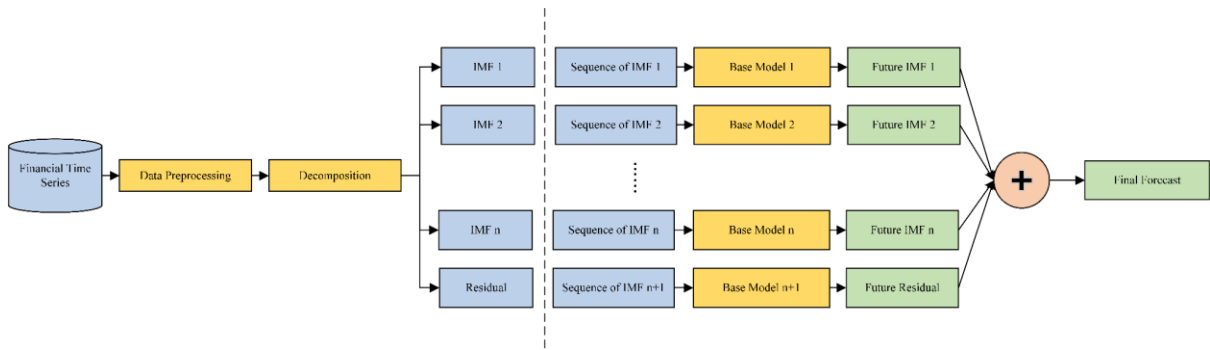 IMF 1
Sequence of IMF 1
Base Model 1
Future IMF 1
IMF 2
Sequence of IMF 2
Base Model 2
Future IMF 2
Financial Time
Series
Data Preprocessing
Decomposition
+
Final Forecast
IMF n
Sequence of IMF n
Base Model n
Future IMF n
Residual
Sequence of IMF n+1
Base Model n+1
Future Residual